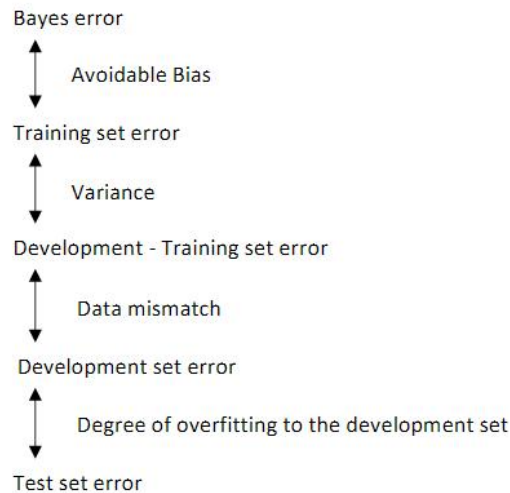 Bayes error
Avoidable Bias
Training set error
Variance
Development - Training set error
Data mismatch
Development set error
Degree of overfitting to the development set
Test set error